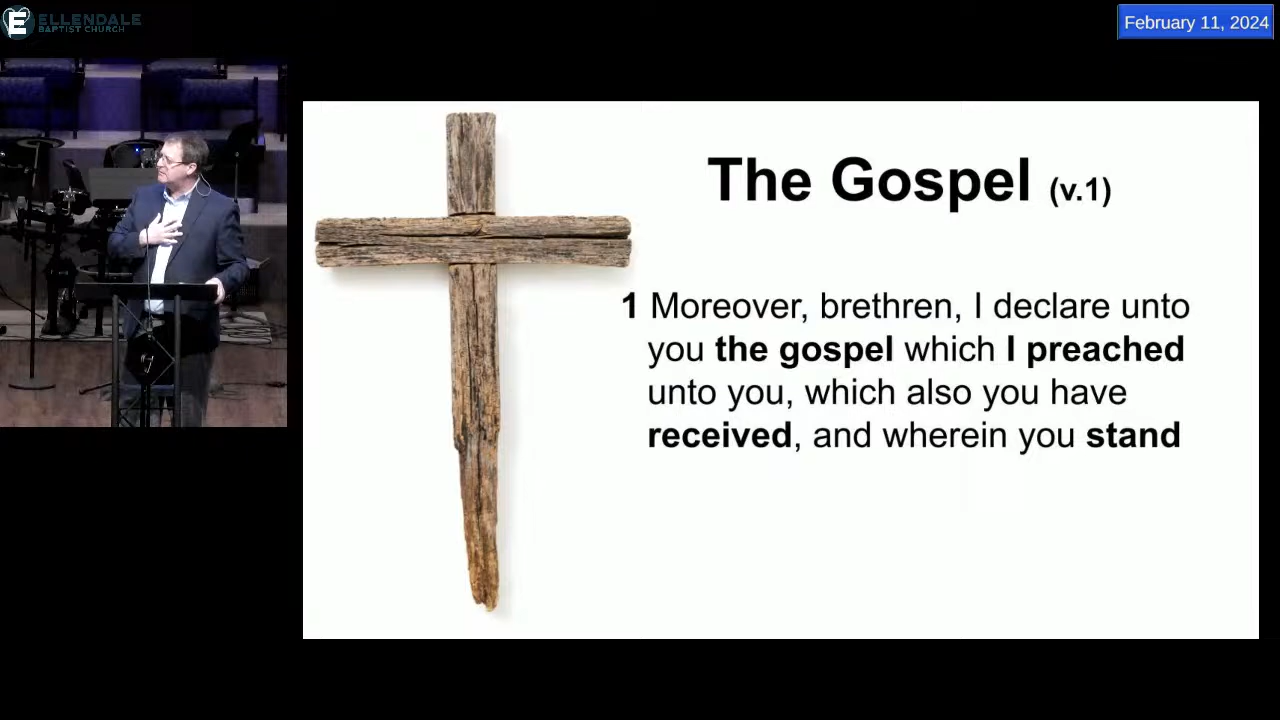 ELLENDALE
BAPTIST CHURCH
February 11, 2024
The Gospel (v.1)
1 Moreover, brethren, I declare unto
you the gospel which I preached
unto you, which also you have
received, and wherein you stand